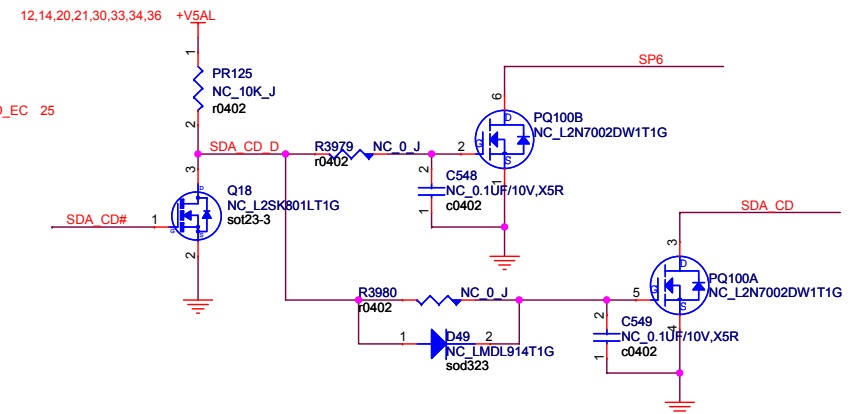 12,14,20,21,30,33,34,36 +V5AL
1
PR125
NC_10K_J
r0402
2
D_EC 25
SDA_CD_D
3
D
Q18
NC_L2SK801LT1G
sot23-3
SDA_CD#
1
G
S
2
R3979
NC_0_J
r0402
2
C548
NC_0.1UF/10V,X5R
c0402
2
1
SP6
6
PQ100B
NC_L2N7002DW1T1G
D
G
S
1
R3980
NC_0_J
r0402
1
D49
2
NC_LMDL914T1G
sod323
SDA_CD
3
D
PQ100A
NC_L2N7002DW1T1G
5
G
S
4
2
C549
NC_0.1UF/10V,X5R
c0402
1